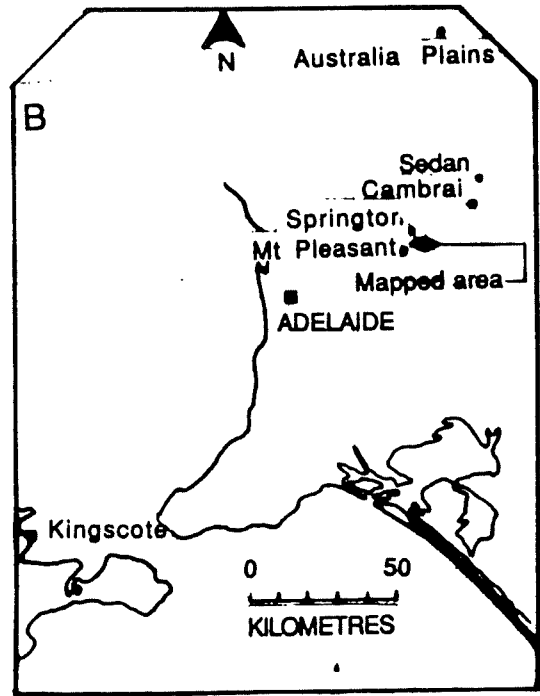 N
Australia Plains
B
Sedan
Cambrai
Springton
Mt Pleasant
Mapped area
ADELAIDE
Kingscote
0 50
KILOMETRES